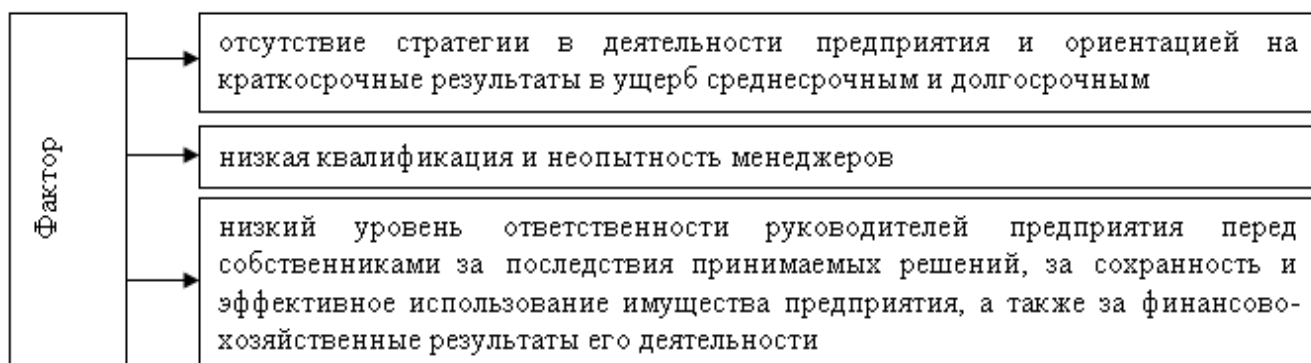 Фактор
отсутствие стратегии в деятельности предприятия и ориентацией на
краткосрочные результаты в ущерб среднесрочным и долгосрочным
низкая квалификация и неопытность менеджеров
низкий уровень ответственности руководителей предприятия перед
собственниками за последствия принимаемых решений, за сохранность и
эффективное использование имущества предприятия, а также за финансово-
хозяйственные результаты его деятельности